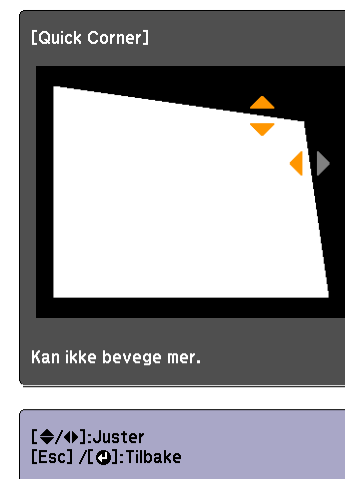 [Quick Corner]
Kan ikke bevege mer.
[◆/◆]:Juster
[Esc] /[↵]:Tilbake